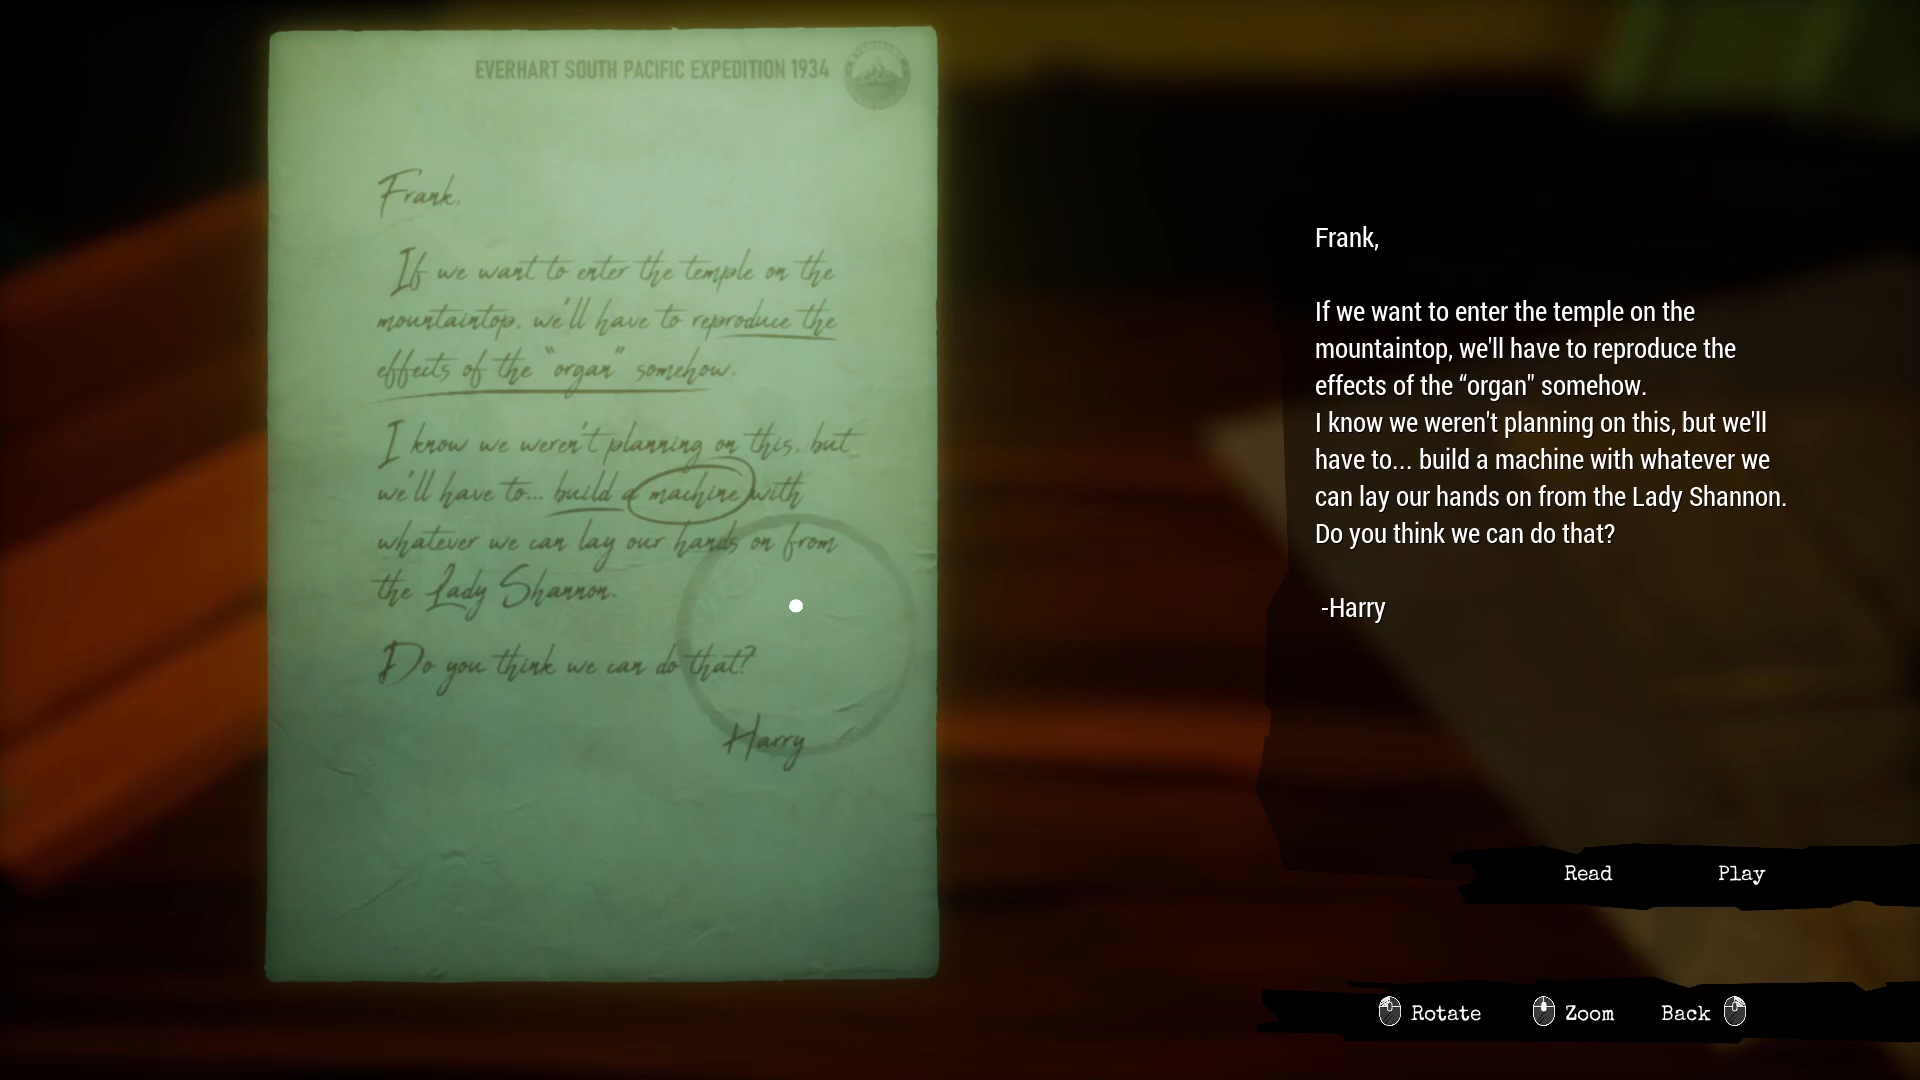 EVERHART SOUTH PACIFIC EXPEDITION 1934
Frank,
If we want to enter the temple on the
mountaintop, we'll have to reproduce the
effects of the "organ" somehow.
I know we weren't planning on this, but
we'll have to... build a machine with
whatever we can lay our hands on from
the Lady Shannon.
Do you think we can do that?
Harry
Frank,
If we want to enter the temple on the
mountaintop, we'll have to reproduce the
effects of the “organ" somehow.
I know we weren't planning on this, but we'll
have to... build a machine with whatever we
can lay our hands on from the Lady Shannon.
Do you think we can do that?
-Harry
Read
Play
Rotate
Zoom
Back